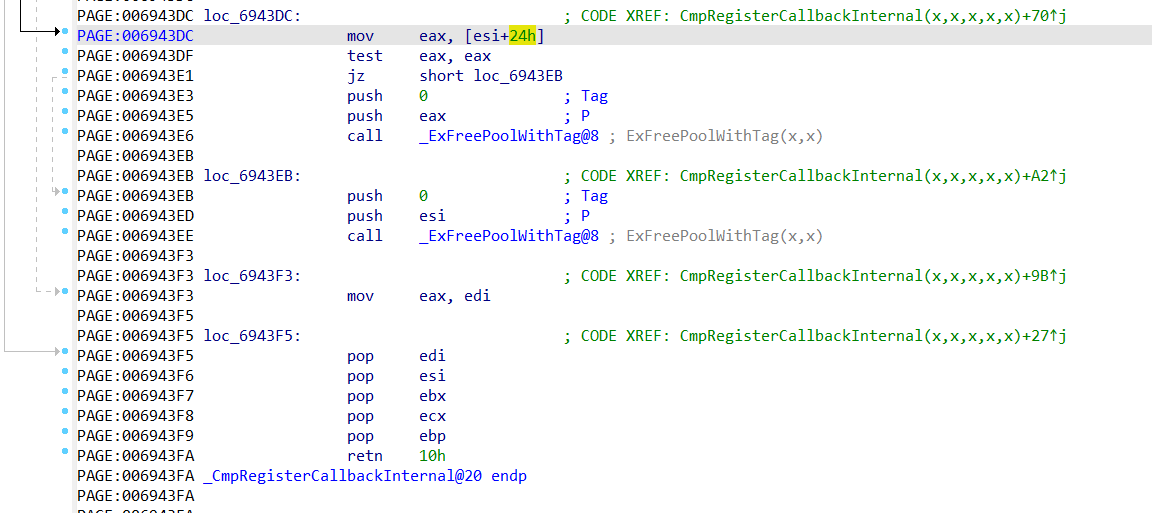 PAGE:006943DC loc_6943DC: ; CODE XREF: CmpRegisterCallbackInternal(x,x,x,x,x)+70↑j
PAGE:006943DC mov eax, [esi+24h]
PAGE:006943DF test eax, eax
PAGE:006943E1 jz short loc_6943EB
PAGE:006943E3 push 0 ; Tag
PAGE:006943E5 push eax ; P
PAGE:006943E6 call _ExFreePoolWithTag@8 ; ExFreePoolWithTag(x,x)
PAGE:006943EB
PAGE:006943EB loc_6943EB: ; CODE XREF: CmpRegisterCallbackInternal(x,x,x,x,x)+A2↑j
PAGE:006943EB push 0 ; Tag
PAGE:006943ED push esi ; P
PAGE:006943EE call _ExFreePoolWithTag@8 ; ExFreePoolWithTag(x,x)
PAGE:006943F3
PAGE:006943F3 loc_6943F3: ; CODE XREF: CmpRegisterCallbackInternal(x,x,x,x,x)+9B↑j
PAGE:006943F3 mov eax, edi
PAGE:006943F5
PAGE:006943F5 loc_6943F5: ; CODE XREF: CmpRegisterCallbackInternal(x,x,x,x,x)+27↑j
PAGE:006943F5 pop edi
PAGE:006943F6 pop esi
PAGE:006943F7 pop ebx
PAGE:006943F8 pop ecx
PAGE:006943F9 pop ebp
PAGE:006943FA retn 10h
PAGE:006943FA _CmpRegisterCallbackInternal@20 endp
PAGE:006943FA